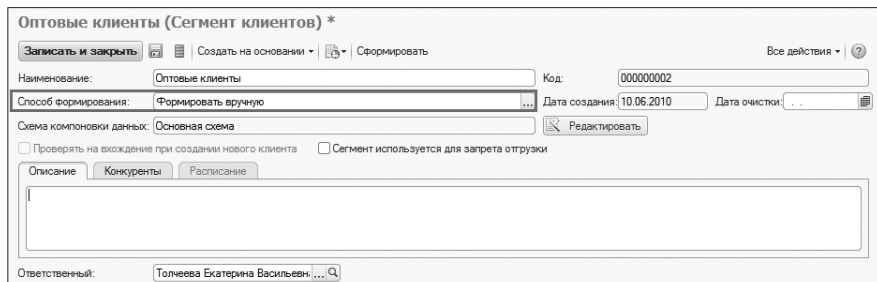 Оптовые клиенты (Сегмент клиентов) *
Записать и закрыть Создать на основании Сформировать Все действия ?
Наименование: Оптовые клиенты Код: 000000002
Способ формирования: Формировать вручную ... Дата создания: 10.06.2010 Дата очистки: . .
Схема компоновки данных: Основная схема Редактировать
Проверять на вхождение при создании нового клиента Сегмент используется для запрета отгрузки
Описание Конкуренты Расписание
Ответственный: Толчеева Екатерина Васильевн ...